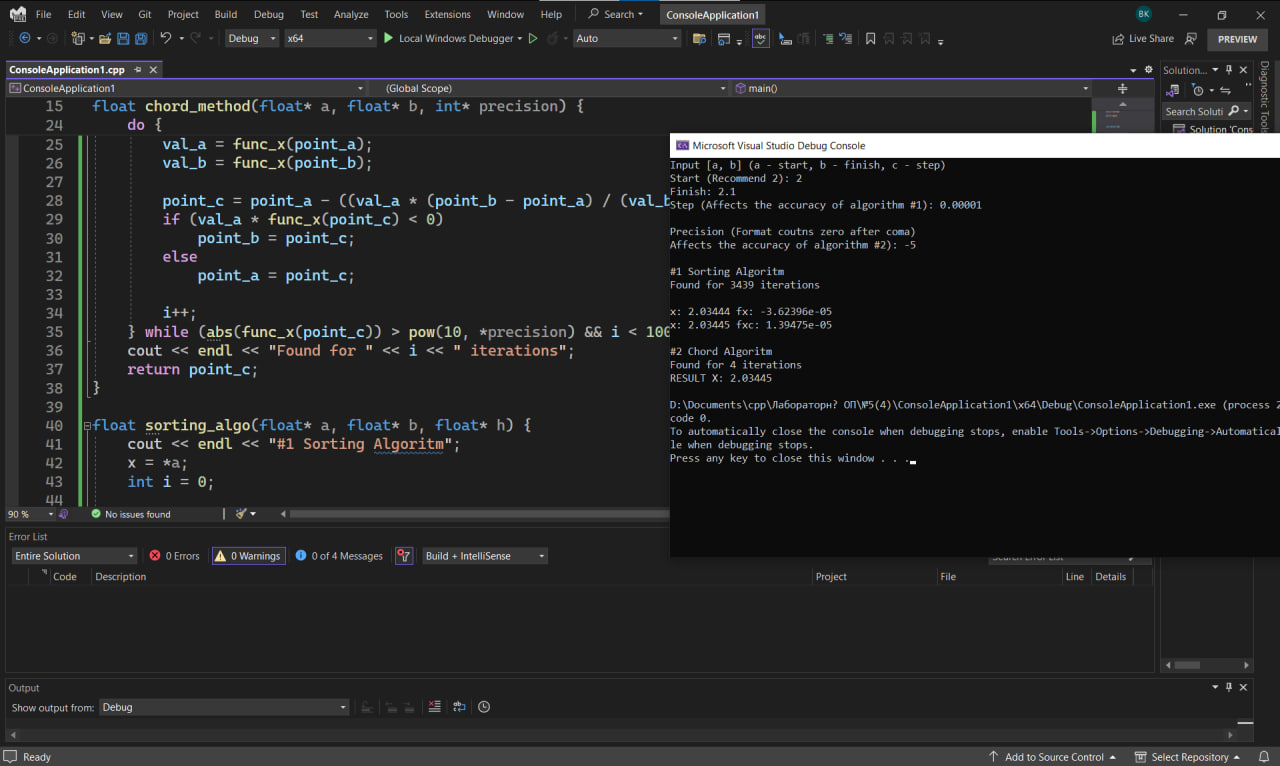 File Edit View Git Project Build Debug Test Analyze Tools Extensions Window Help Search ConsoleApplication1 BK
Debug x64 Local Windows Debugger Auto Live Share PREVIEW
ConsoleApplication1.cpp
ConsoleApplication1 (Global Scope) main()
15 float chord_method(float* a, float* b, int* precision) {
24 do {
25 val_a = func_x(point_a);
26 val_b = func_x(point_b);
27
28 point_c = point_a - ((val_a * (point_b - point_a) / (val_b
29 if (val_a * func_x(point_c) < 0)
30 point_b = point_c;
31 else
32 point_a = point_c;
33
34 i++;
35 } while (abs(func_x(point_c)) > pow(10, *precision) && i < 100
36 cout << endl << "Found for " << i << " iterations";
37 return point_c;
38 }
39
40 float sorting_algo(float* a, float* b, float* h) {
41 cout << endl << "#1 Sorting Algoritm";
42 x = *a;
43 int i = 0;
44
90 % No issues found
Microsoft Visual Studio Debug Console
Input [a, b] (a - start, b - finish, c - step)
Start (Recommend 2): 2
Finish: 2.1
Step (Affects the accuracy of algorithm #1): 0.00001
Precision (Format coutns zero after coma)
Affects the accuracy of algorithm #2): -5
#1 Sorting Algoritm
Found for 3439 iterations
x: 2.03444 fx: -3.62396e-05
x: 2.03445 fxc: 1.39475e-05
#2 Chord Algoritm
Found for 4 iterations
RESULT X: 2.03445
D:\Documents\cpp\Лабораторн? ОП\№5(4)\ConsoleApplication1\x64\Debug\ConsoleApplication1.exe (process 2
code 0.
To automatically close the console when debugging stops, enable Tools->Options->Debugging->Automatical
le when debugging stops.
Press any key to close this window . . .
Solution...
Search Soluti
Solution 'Cons
Diagnostic Tools
Error List
Entire Solution 0 Errors 0 Warnings 0 of 4 Messages Build + IntelliSense
Code Description Project File Line Details
Output
Show output from: Debug
Ready Add to Source Control Select Repository